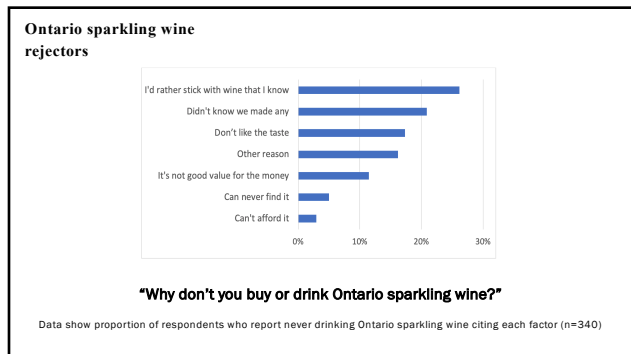 Ontario sparkling wine
rejectors
I'd rather stick with wine that I know
Didn't know we made any
Don't like the taste
Other reason
It's not good value for the money
Can never find it
Can't afford it
0% 10% 20% 30%
“Why don’t you buy or drink Ontario sparkling wine?”
Data show proportion of respondents who report never drinking Ontario sparkling wine citing each factor (n=340)